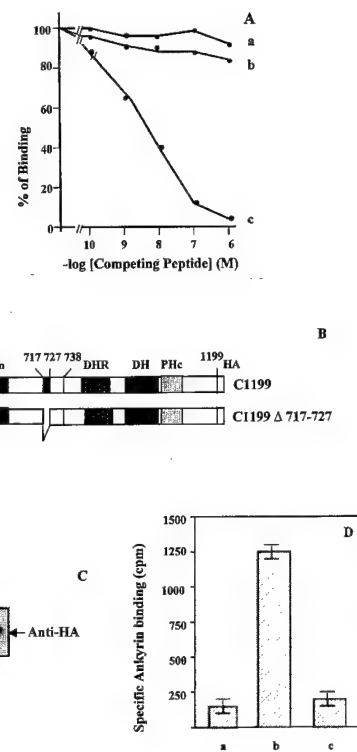 A
100
a
b
80
60
40
20
0
c
% of Binding
10 9 8 7 6
-log [Competing Peptide] (M)
B
n 717 727 738 DHR DH PHc 1199 HA
C1199
C1199 Δ 717-727
C
Anti-HA
D
1500
1250
1000
750
500
250
Specific Ankyrin binding (cpm)
a b c